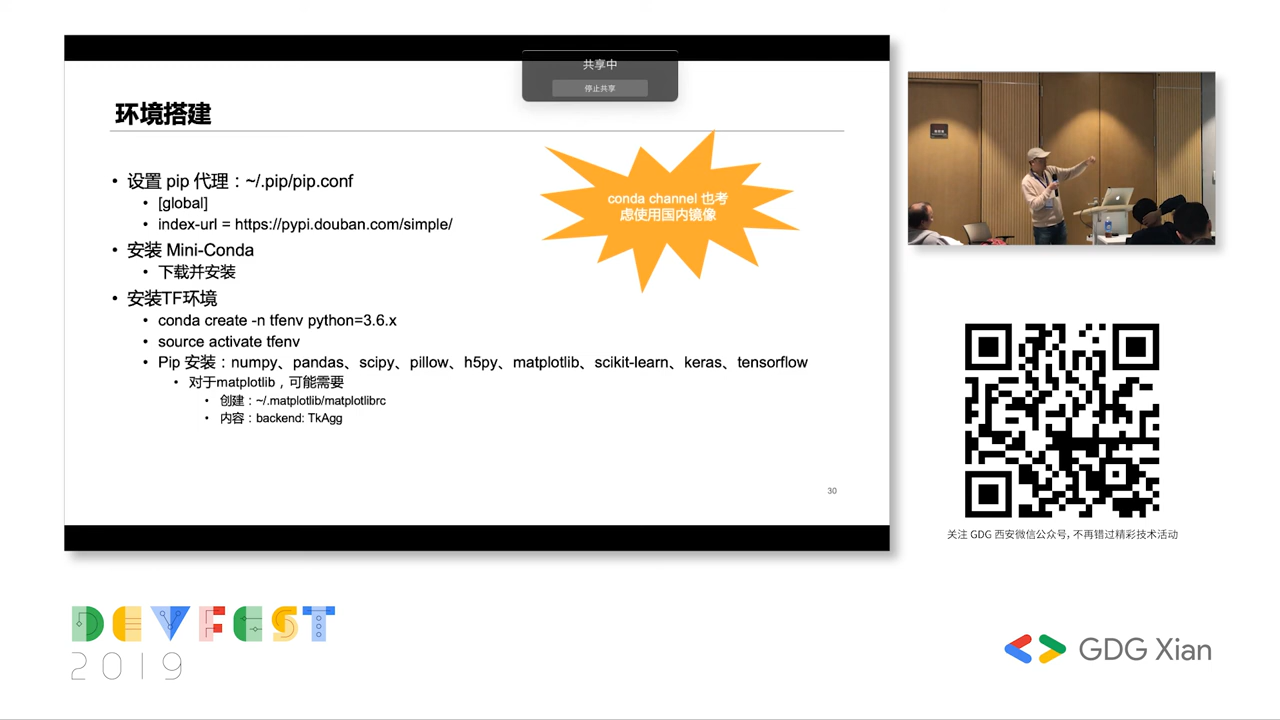 共享中
停止共享
环境搭建
• 设置 pip 代理：~/.pip/pip.conf
• [global]
• index-url = https://pypi.douban.com/simple/
• 安装 Mini-Conda
• 下载并安装
• 安装TF环境
• conda create -n tfenv python=3.6.x
• source activate tfenv
• Pip 安装：numpy、pandas、scipy、pillow、h5py、matplotlib、scikit-learn、keras、tensorflow
• 对于matplotlib，可能需要
• 创建：~/.matplotlib/matplotlibrc
• 内容：backend: TkAgg
conda channel 也考
虑使用国内镜像
30
关注 GDG 西安微信公众号, 不再错过精彩技术活动
DEVFEST
2019
GDG Xian